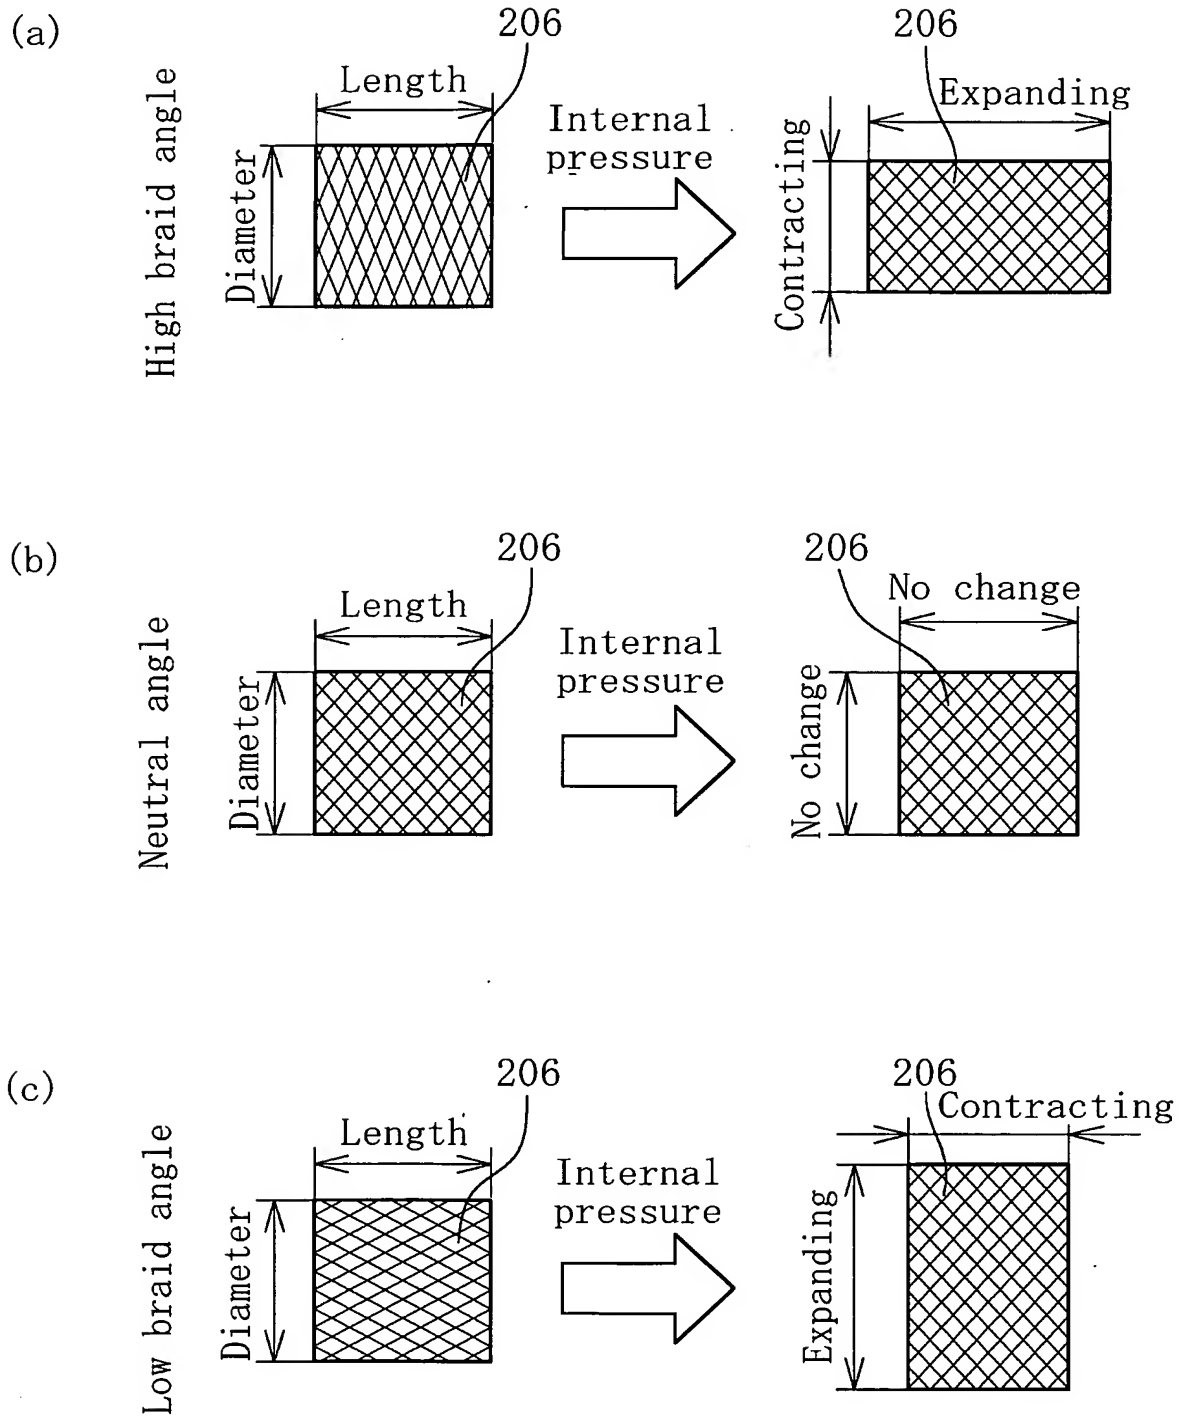 (a)
206
206
High braid angle
Length
Diameter
Internal
pressure
Expanding
Contracting
(b)
206
206
Neutral angle
Length
Diameter
Internal
pressure
No change
No change
(c)
206
206
Low braid angle
Length
Diameter
Internal
pressure
Contracting
Expanding